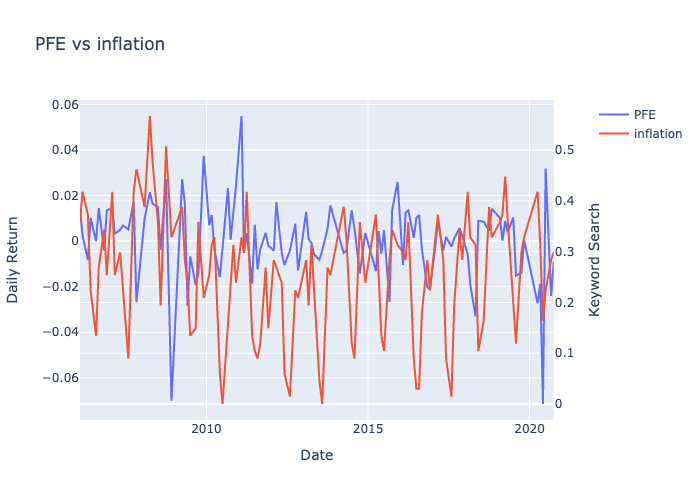 PFE vs inflation
PFE
inflation
0.06
0.04
0.02
0
−0.02
−0.04
−0.06
0.5
0.4
0.3
0.2
0.1
0
2010
2015
2020
Daily Return
Keyword Search
Date